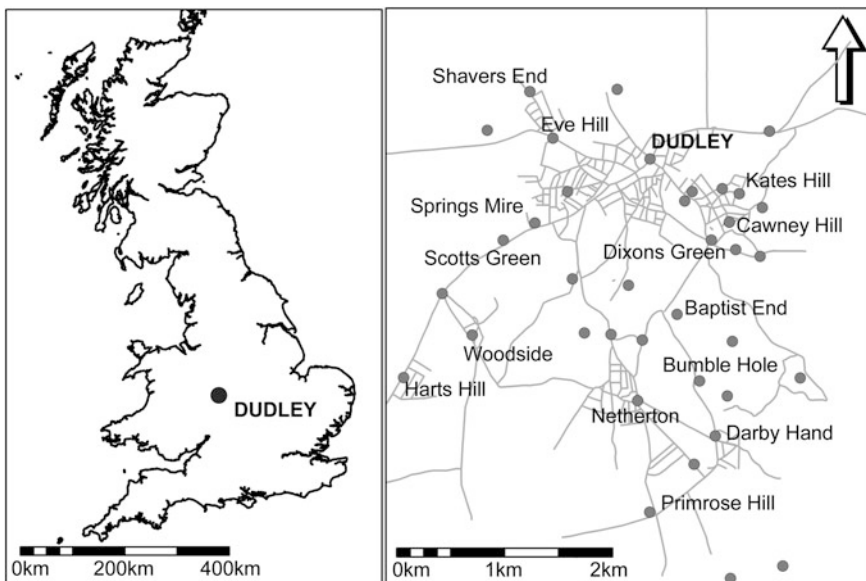 DUDLEY
0km 200km 400km
Shavers End
Eve Hill
DUDLEY
Kates Hill
Springs Mire
Cawney Hill
Dixons Green
Scotts Green
Baptist End
Woodside
Bumble Hole
Harts Hill
Netherton
Darby Hand
Primrose Hill
0km 1km 2km